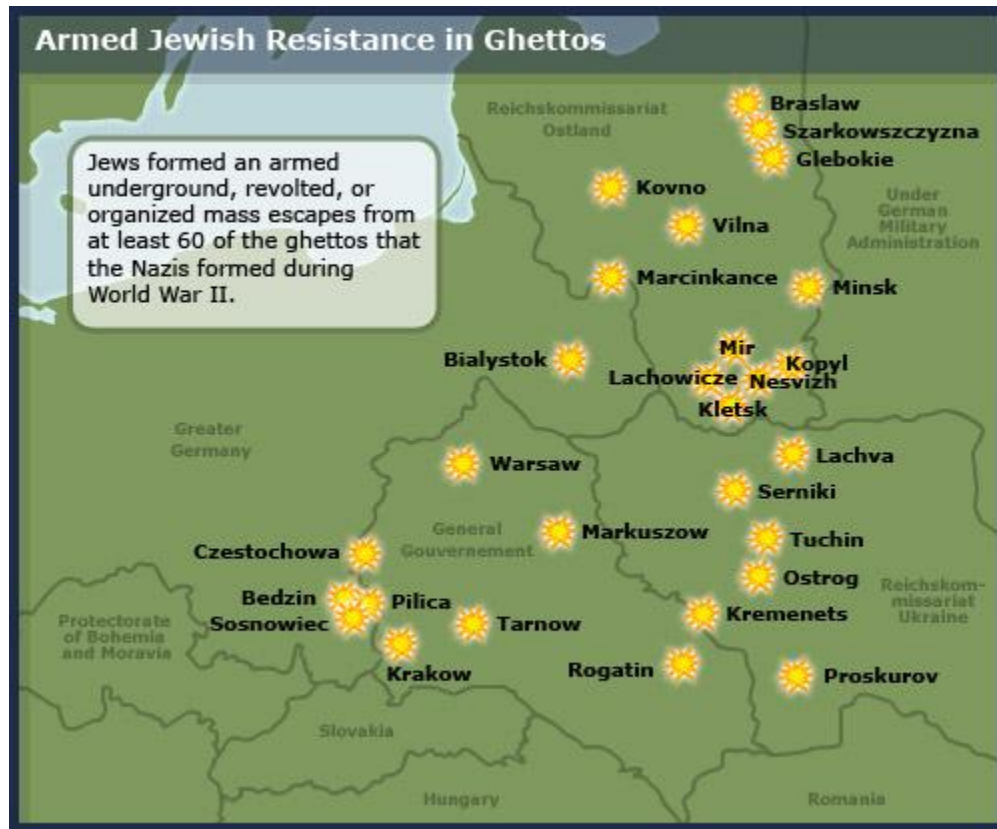 Armed Jewish Resistance in Ghettos
Jews formed an armed
underground, revolted, or
organized mass escapes from
at least 60 of the ghettos that
the Nazis formed during
World War II.
Reichskommissariat
Ostland
Braslaw
Szarkowszczyzna
Glebokie
Kovno
Vilna
Under
German
Military
Administration
Marcinkance
Minsk
Mir
Bialystok
Kopyl
Lachowicze
Nesvizh
Kletsk
Greater
Germany
Warsaw
Lachva
Serniki
General
Gouvernement
Markuszow
Tuchin
Czestochowa
Ostrog
Reichskom-
missariat
Ukraine
Bedzin
Pilica
Sosnowiec
Kremenets
Protectorate
of Bohemia
and Moravia
Tarnow
Krakow
Rogatin
Proskurov
Slovakia
Hungary
Romania